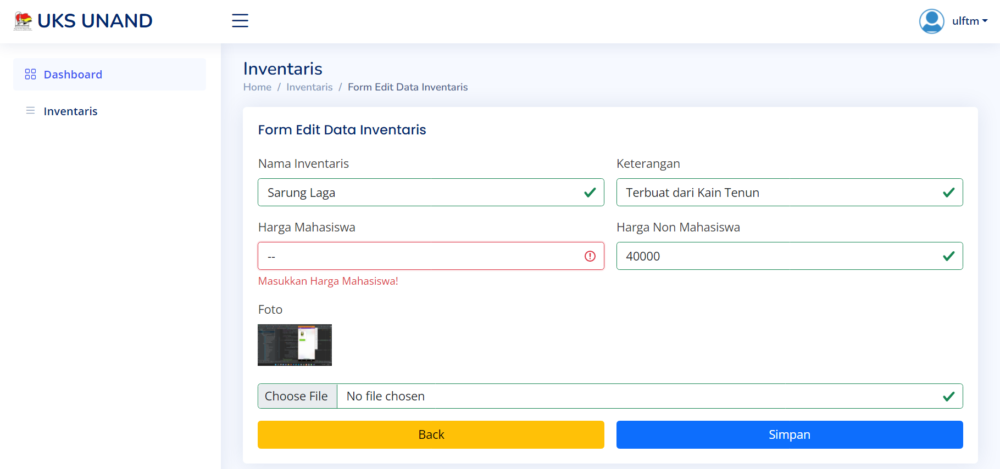 UKS UNAND
ulftm
Dashboard
Inventaris
Inventaris
Home / Inventaris / Form Edit Data Inventaris
Form Edit Data Inventaris
Nama Inventaris
Keterangan
Sarung Laga
Terbuat dari Kain Tenun
Harga Mahasiswa
Harga Non Mahasiswa
--
40000
Masukkan Harga Mahasiswa!
Foto
Choose File No file chosen
Back
Simpan